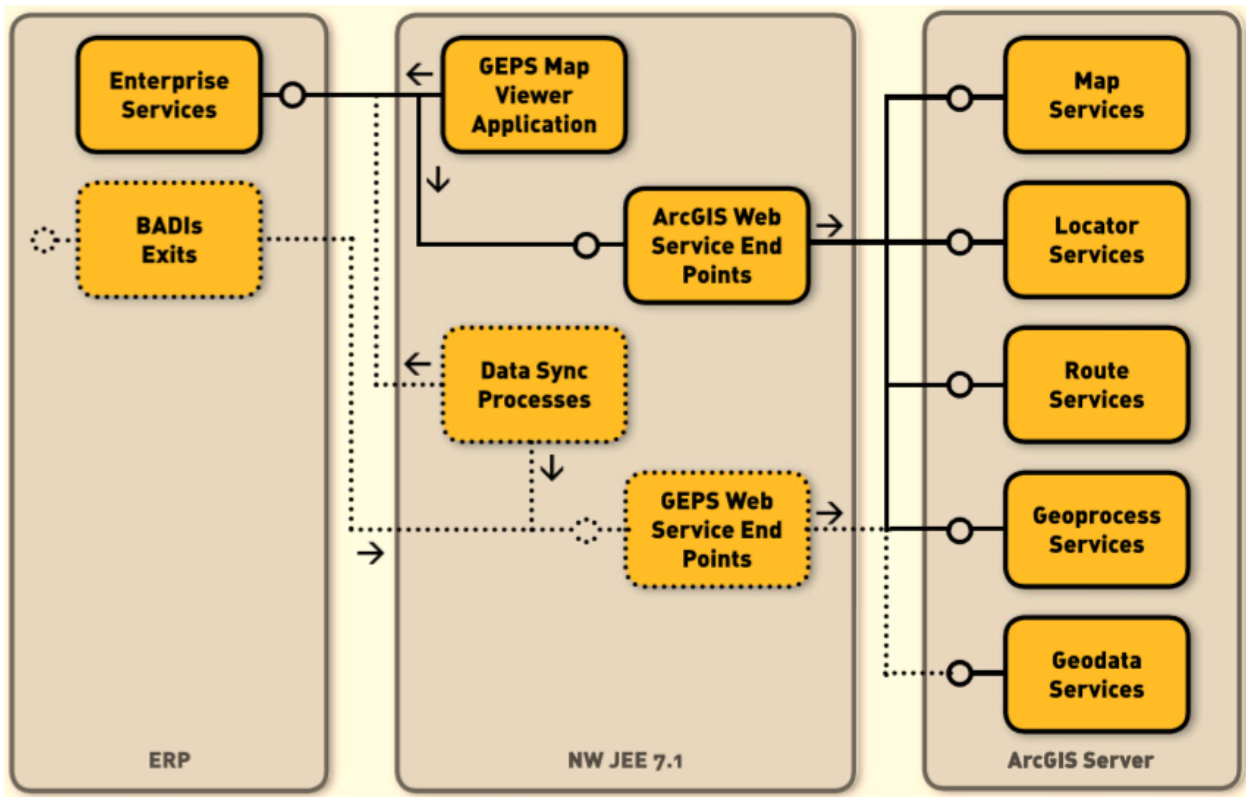 Enterprise
Services
BADIs
Exits
ERP
GEPS Map
Viewer
Application
ArcGIS Web
Service End
Points
Data Sync
Processes
GEPS Web
Service End
Points
NW JEE 7.1
Map
Services
Locator
Services
Route
Services
Geoprocess
Services
Geodata
Services
ArcGIS Server